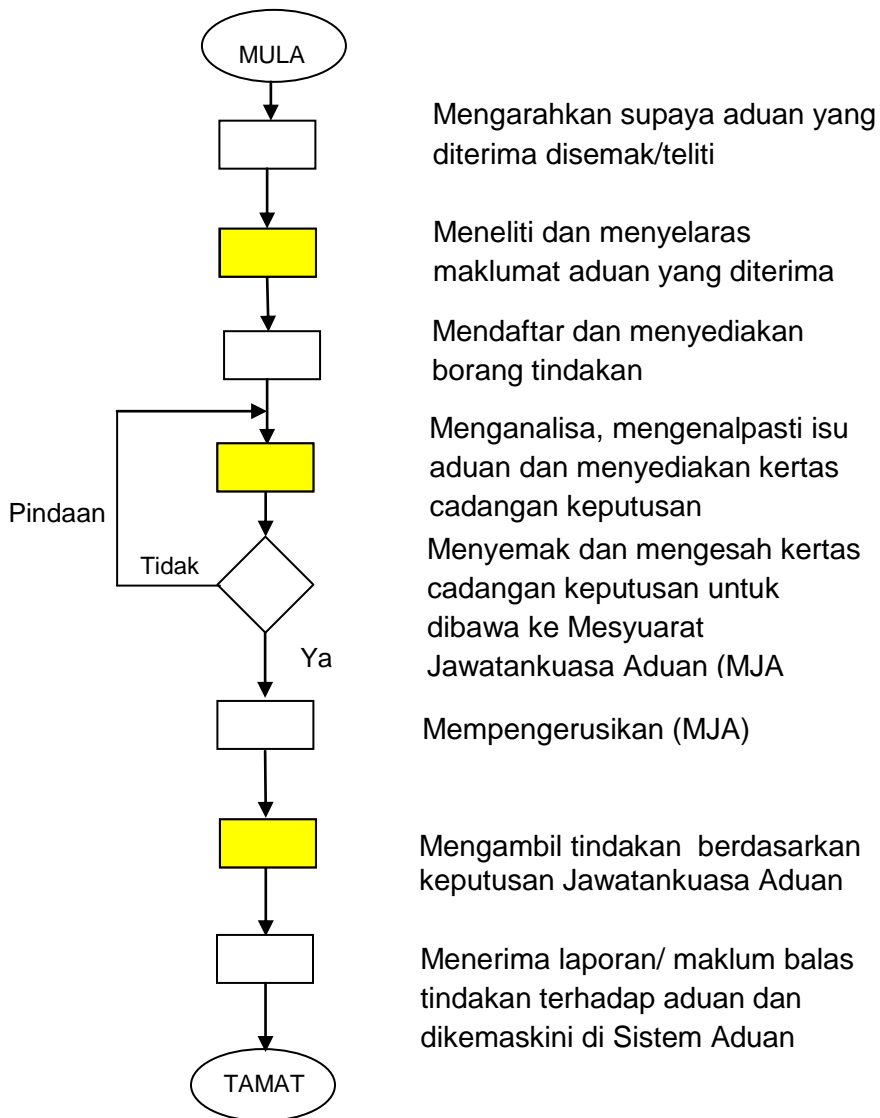 MULA
Mengarahkan supaya aduan yang
diterima disemak/teliti
Meneliti dan menyelaras
maklumat aduan yang diterima
Mendaftar dan menyediakan
borang tindakan
Menganalisa, mengenalpasti isu
aduan dan menyediakan kertas
cadangan keputusan
Pindaan
Tidak
Menyemak dan mengesah kertas
cadangan keputusan untuk
dibawa ke Mesyuarat
Jawatankuasa Aduan (MJA
Ya
Mempengerusikan (MJA)
Mengambil tindakan berdasarkan
keputusan Jawatankuasa Aduan
Menerima laporan/ maklum balas
tindakan terhadap aduan dan
dikemaskini di Sistem Aduan
TAMAT